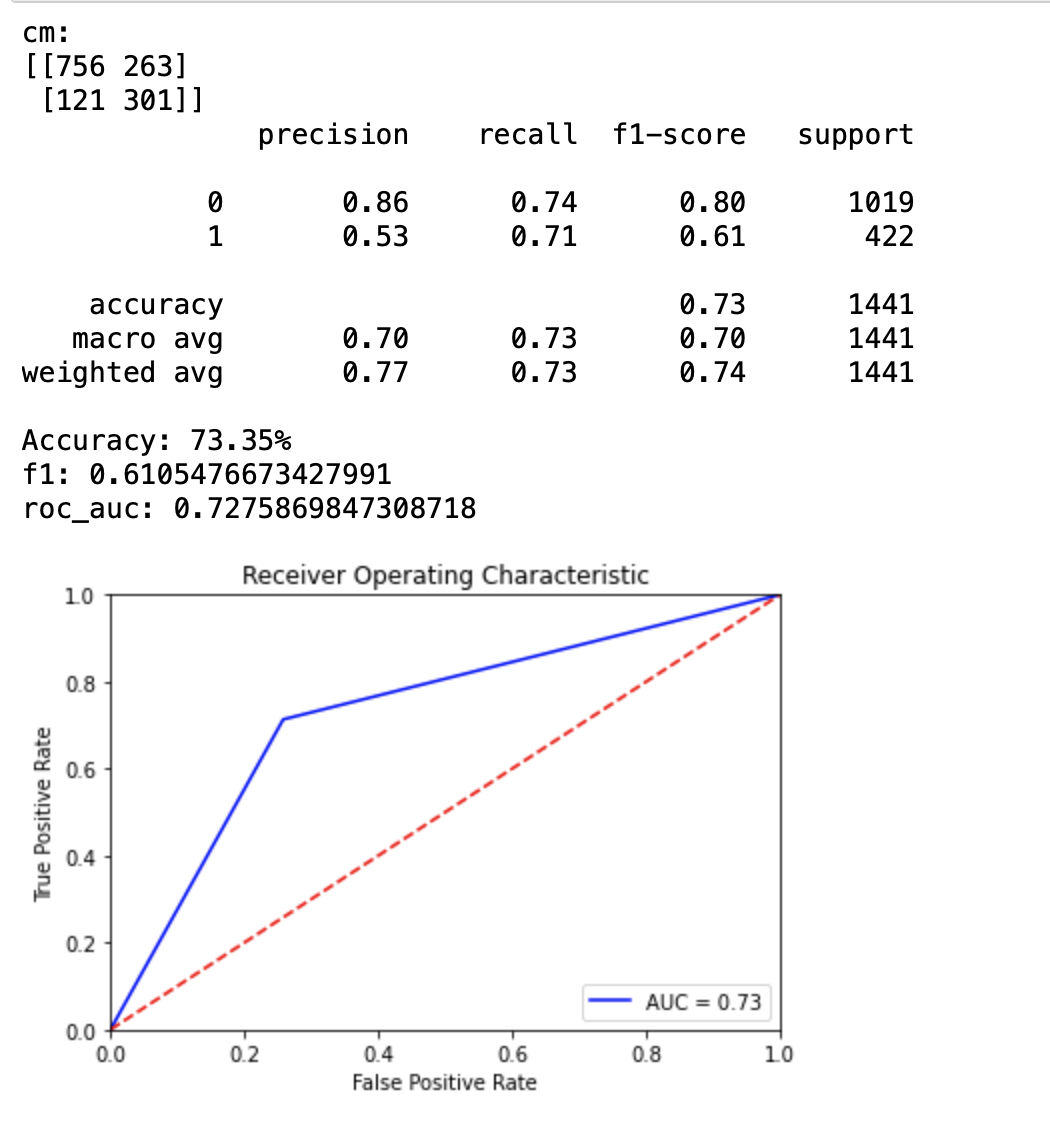 cm:
[[756 263]
 [121 301]]
              precision    recall  f1-score   support

           0       0.86      0.74      0.80      1019
           1       0.53      0.71      0.61       422

    accuracy                           0.73      1441
   macro avg       0.70      0.73      0.70      1441
weighted avg       0.77      0.73      0.74      1441

Accuracy: 73.35%
f1: 0.6105476673427991
roc_auc: 0.7275869847308718
Receiver Operating Characteristic
1.0
0.8
0.6
0.4
0.2
0.0
True Positive Rate
AUC = 0.73
0.0 0.2 0.4 0.6 0.8 1.0
False Positive Rate